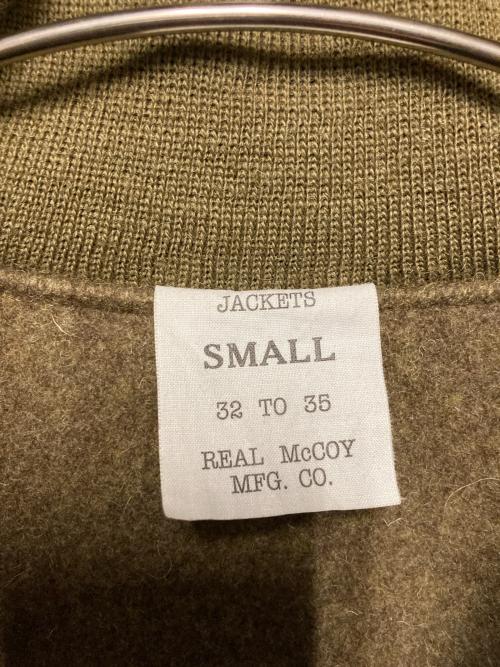 JACKETS
SMALL
32 TO 35
REAL McCOY
MFG. CO.